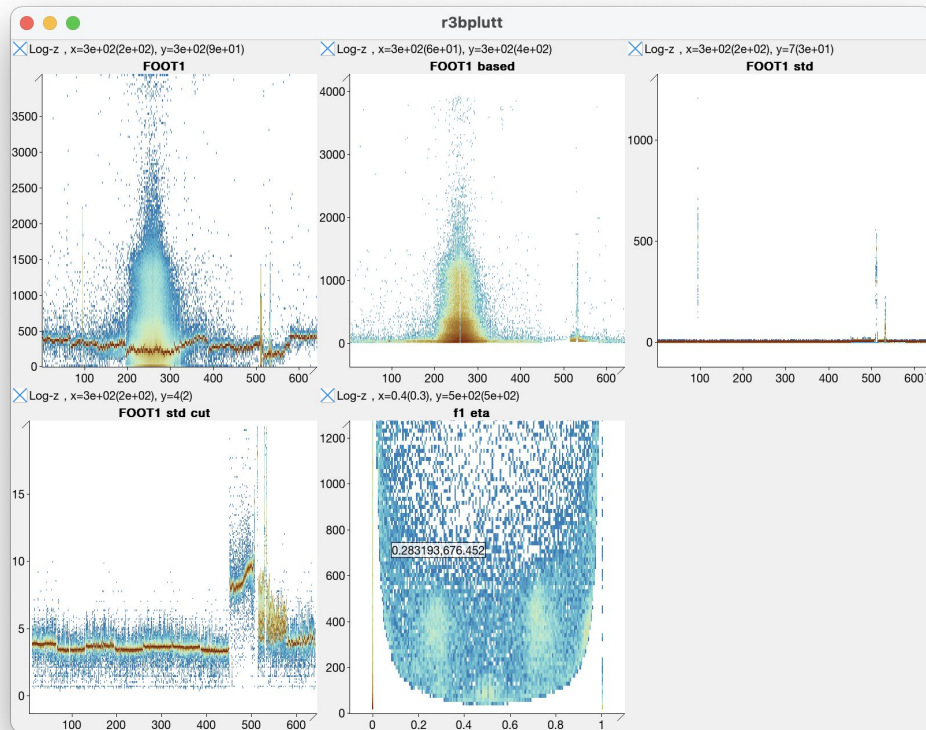 r3bplutt
Log-z , x=3e+02(2e+02), y=3e+02(9e+01)
FOOT1
3500
3000
2500
2000
1500
1000
500
0
100 200 300 400 500 600
Log-z , x=3e+02(6e+01), y=3e+02(4e+02)
FOOT1 based
4000
3000
2000
1000
0
100 200 300 400 500 600
Log-z , x=3e+02(2e+02), y=7(3e+01)
FOOT1 std
1000
500
0
100 200 300 400 500 600
Log-z , x=3e+02(2e+02), y=4(2)
FOOT1 std cut
15
10
5
0
100 200 300 400 500 600
Log-z , x=0.4(0.3), y=5e+02(5e+02)
f1 eta
1200
1000
800
0.283193,676.452
600
400
200
0
0 0.2 0.4 0.6 0.8 1